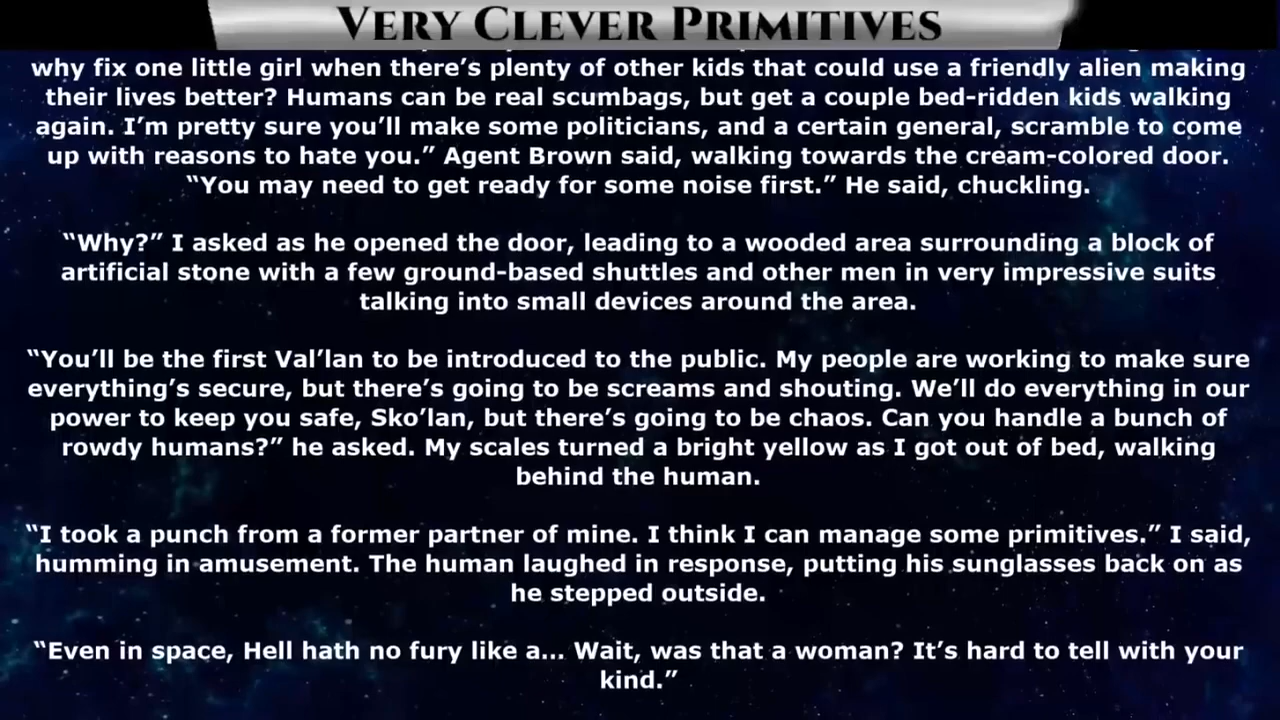 VERY CLEVER PRIMITIVES
why fix one little girl when there’s plenty of other kids that could use a friendly alien making
their lives better? Humans can be real scumbags, but get a couple bed-ridden kids walking
again. I’m pretty sure you’ll make some politicians, and a certain general, scramble to come
up with reasons to hate you.” Agent Brown said, walking towards the cream-colored door.
“You may need to get ready for some noise first.” He said, chuckling.
“Why?” I asked as he opened the door, leading to a wooded area surrounding a block of
artificial stone with a few ground-based shuttles and other men in very impressive suits
talking into small devices around the area.
“You’ll be the first Val’lan to be introduced to the public. My people are working to make sure
everything’s secure, but there’s going to be screams and shouting. We’ll do everything in our
power to keep you safe, Sko’lan, but there’s going to be chaos. Can you handle a bunch of
rowdy humans?” he asked. My scales turned a bright yellow as I got out of bed, walking
behind the human.
“I took a punch from a former partner of mine. I think I can manage some primitives.” I said,
humming in amusement. The human laughed in response, putting his sunglasses back on as
he stepped outside.
“Even in space, Hell hath no fury like a... Wait, was that a woman? It’s hard to tell with your
kind.”